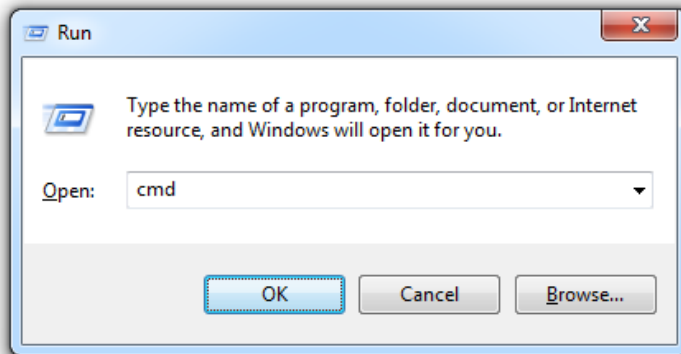 Run
Type the name of a program, folder, document, or Internet
resource, and Windows will open it for you.
Open: cmd
OK Cancel Browse...